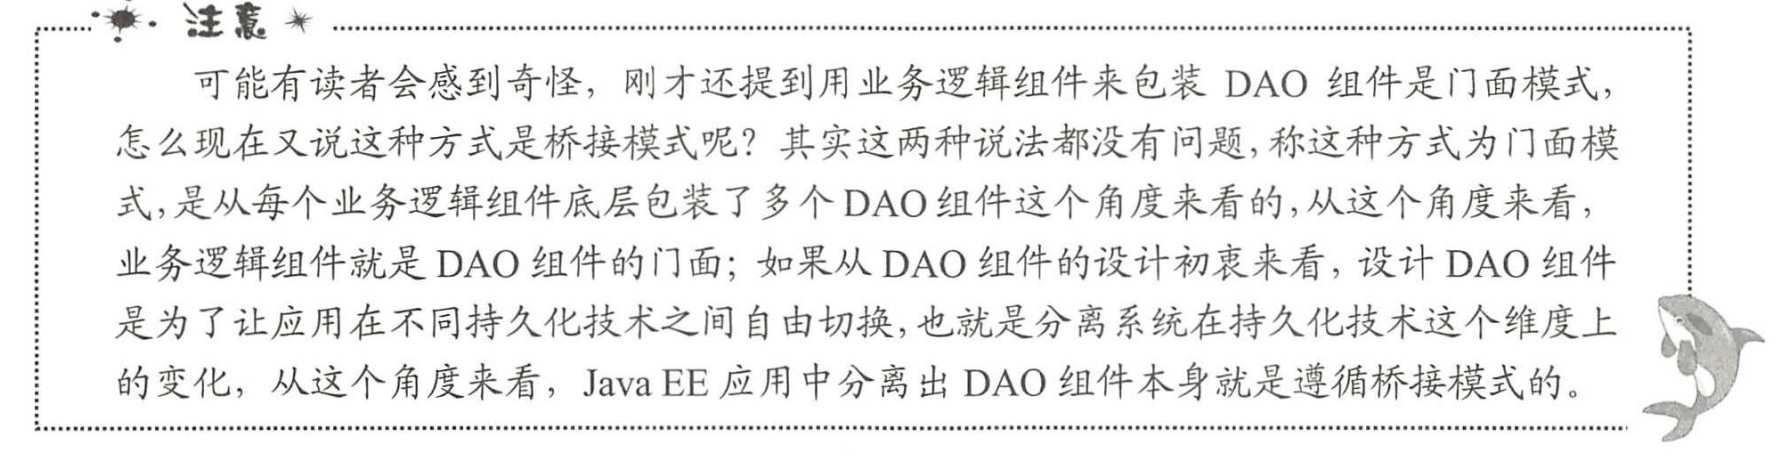 注意
可能有读者会感到奇怪，刚才还提到用业务逻辑组件来包装 DAO 组件是门面模式，
怎么现在又说这种方式是桥接模式呢？其实这两种说法都没有问题，称这种方式为门面模
式，是从每个业务逻辑组件底层包装了多个 DAO 组件这个角度来看的，从这个角度来看，
业务逻辑组件就是 DAO 组件的门面；如果从 DAO 组件的设计初衷来看，设计 DAO 组件
是为了让应用在不同持久化技术之间自由切换，也就是分离系统在持久化技术这个维度上
的变化，从这个角度来看，Java EE 应用中分离出 DAO 组件本身就是遵循桥接模式的。